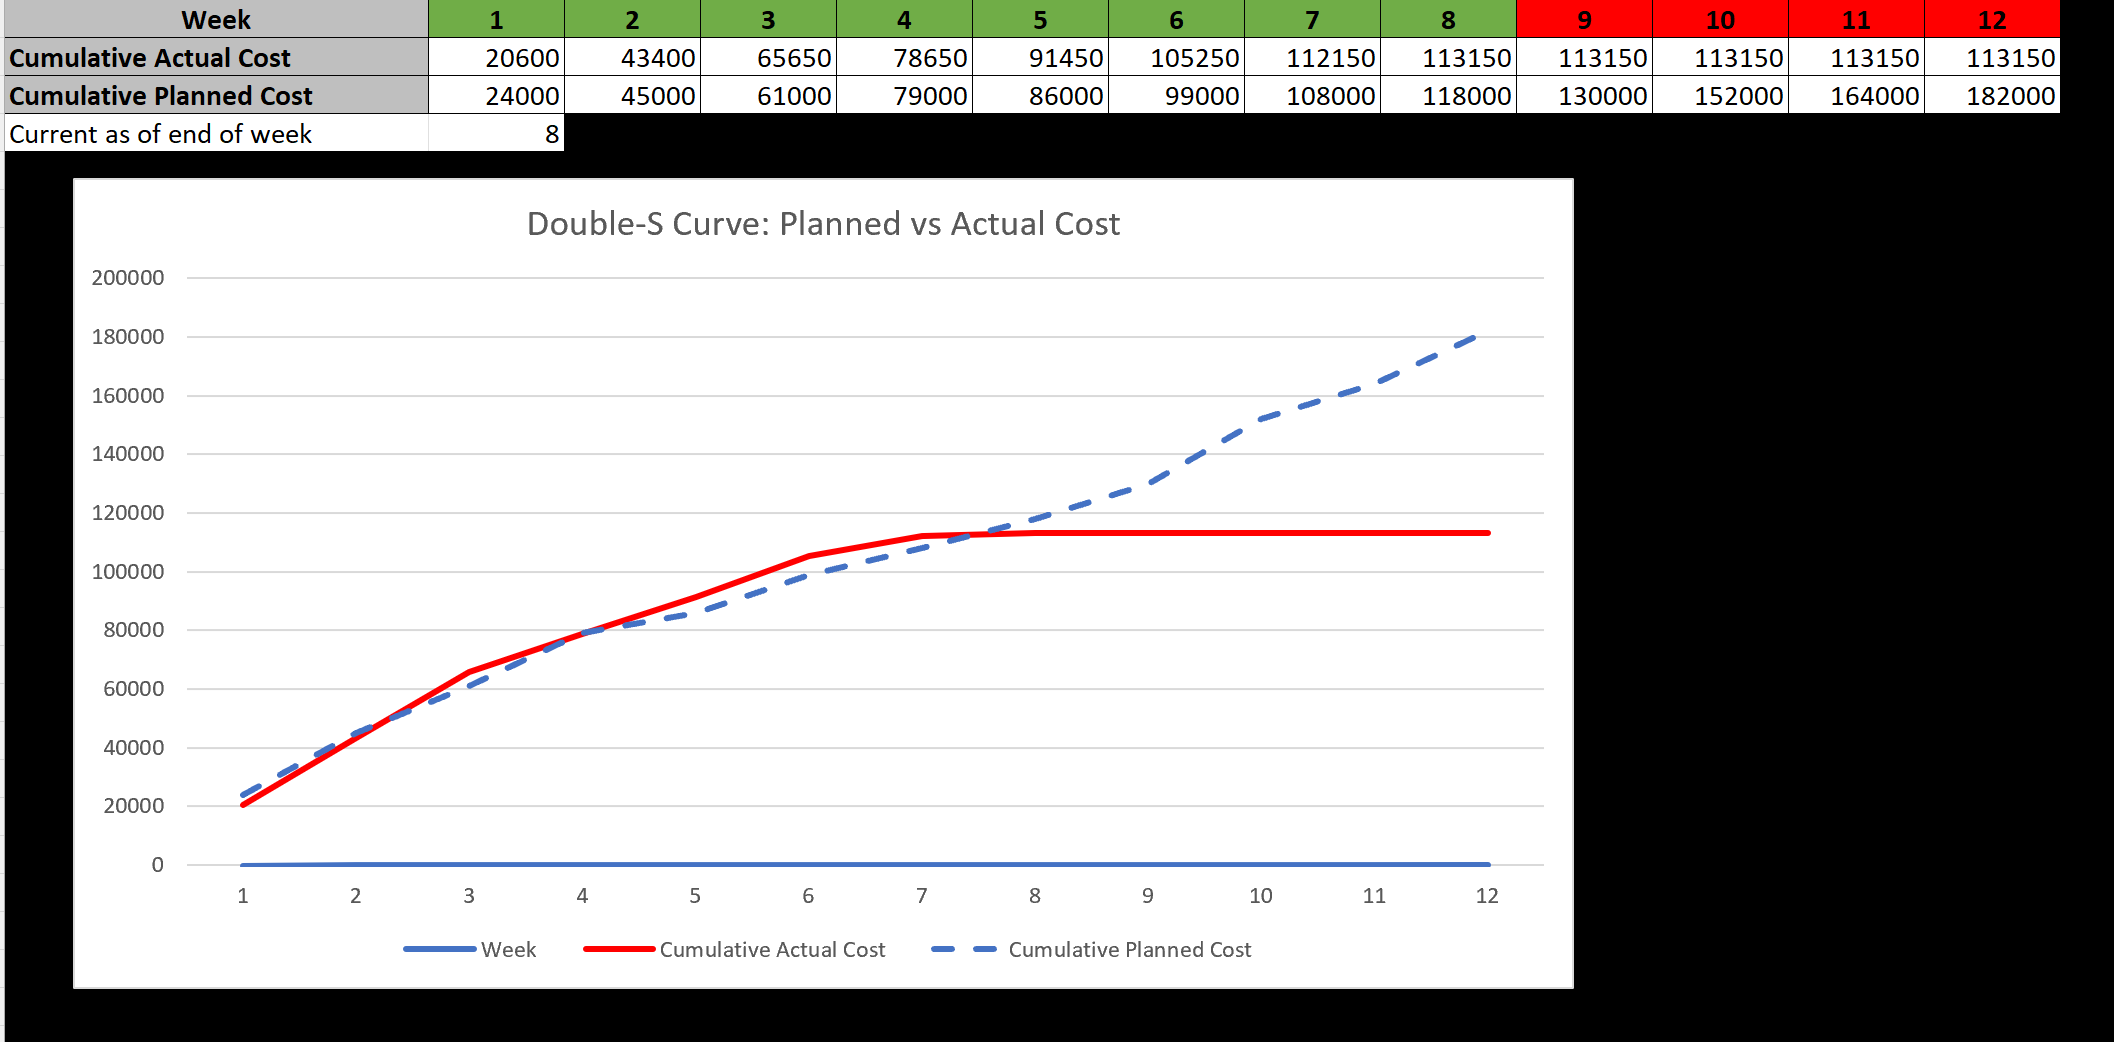 Week 1 2 3 4 5 6 7 8 9 10 11 12
Cumulative Actual Cost 20600 43400 65650 78650 91450 105250 112150 113150 113150 113150 113150 113150
Cumulative Planned Cost 24000 45000 61000 79000 86000 99000 108000 118000 130000 152000 164000 182000
Current as of end of week 8
Double-S Curve: Planned vs Actual Cost
200000
180000
160000
140000
120000
100000
80000
60000
40000
20000
0
1 2 3 4 5 6 7 8 9 10 11 12
Week Cumulative Actual Cost Cumulative Planned Cost